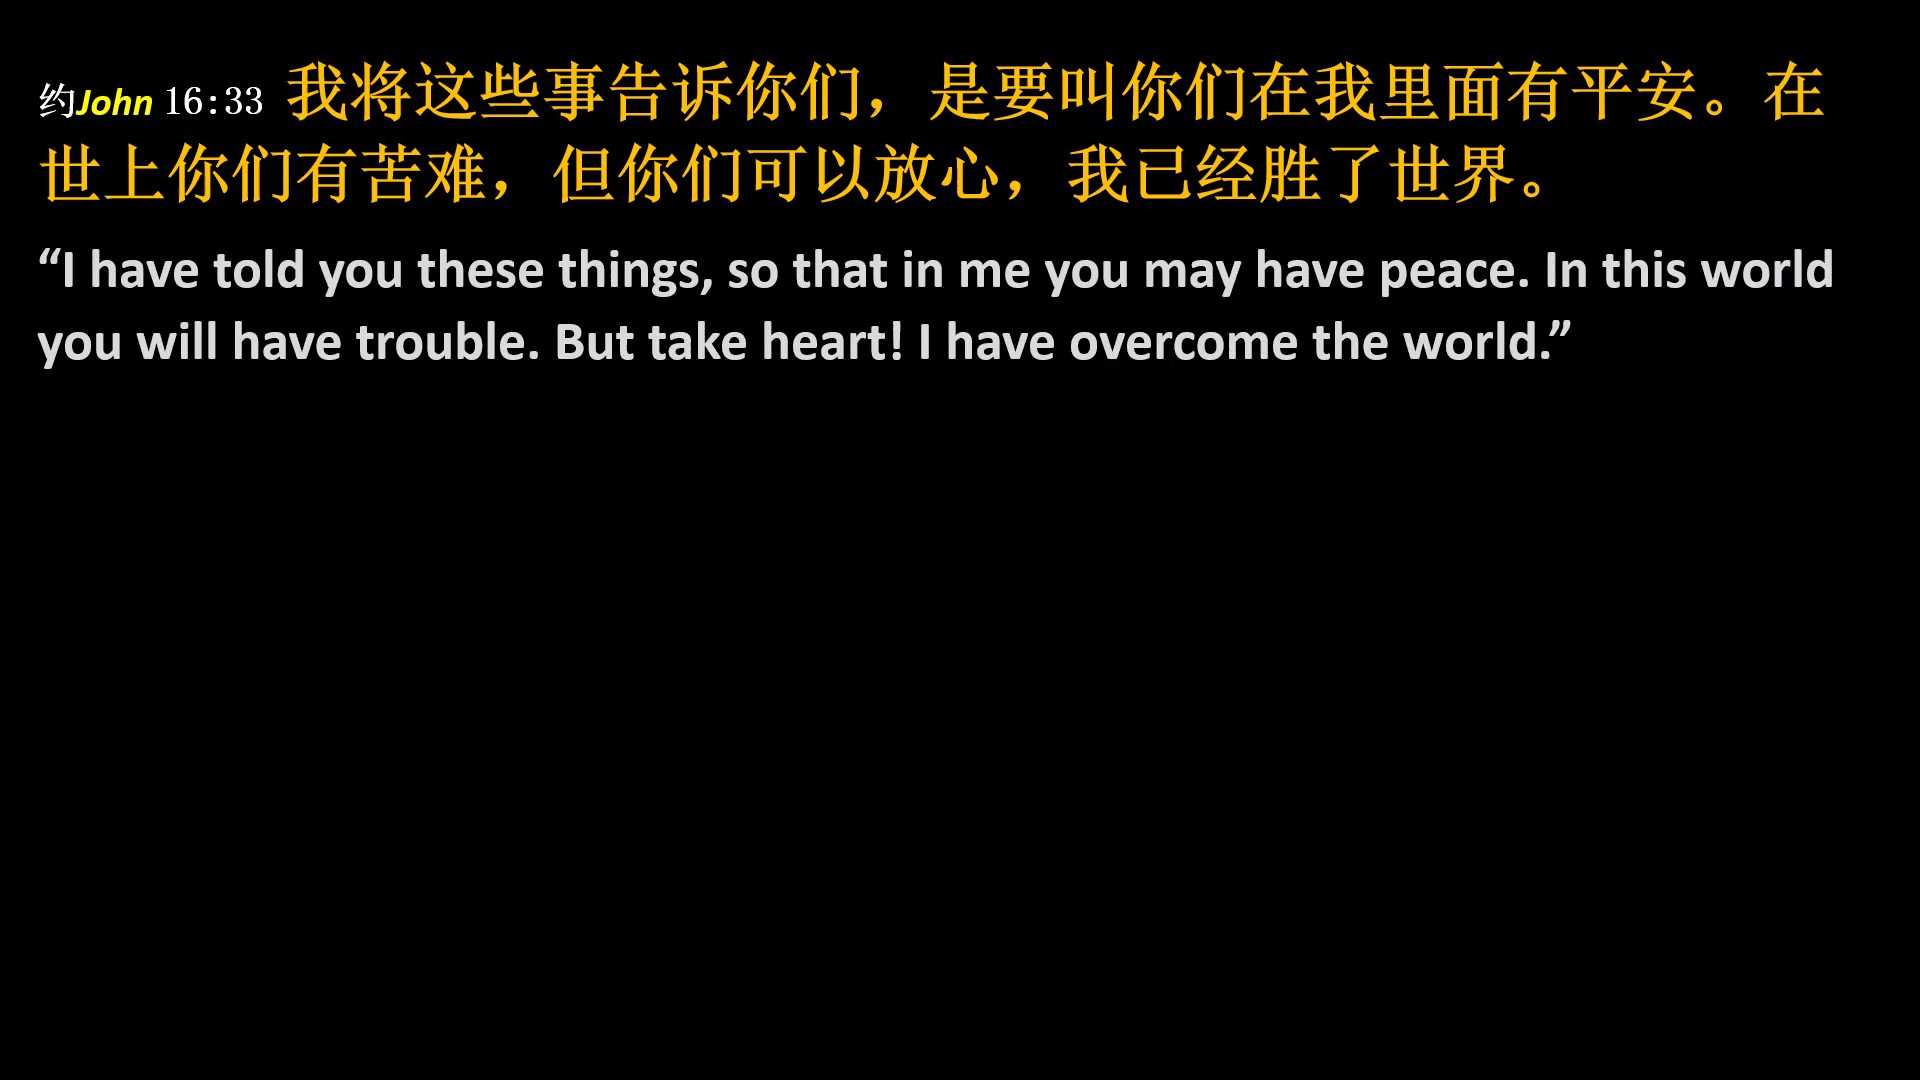 约John 16:33 我将这些事告诉你们，是要叫你们在我里面有平安。在
世上你们有苦难，但你们可以放心，我已经胜了世界。
“I have told you these things, so that in me you may have peace. In this world
you will have trouble. But take heart! I have overcome the world.”